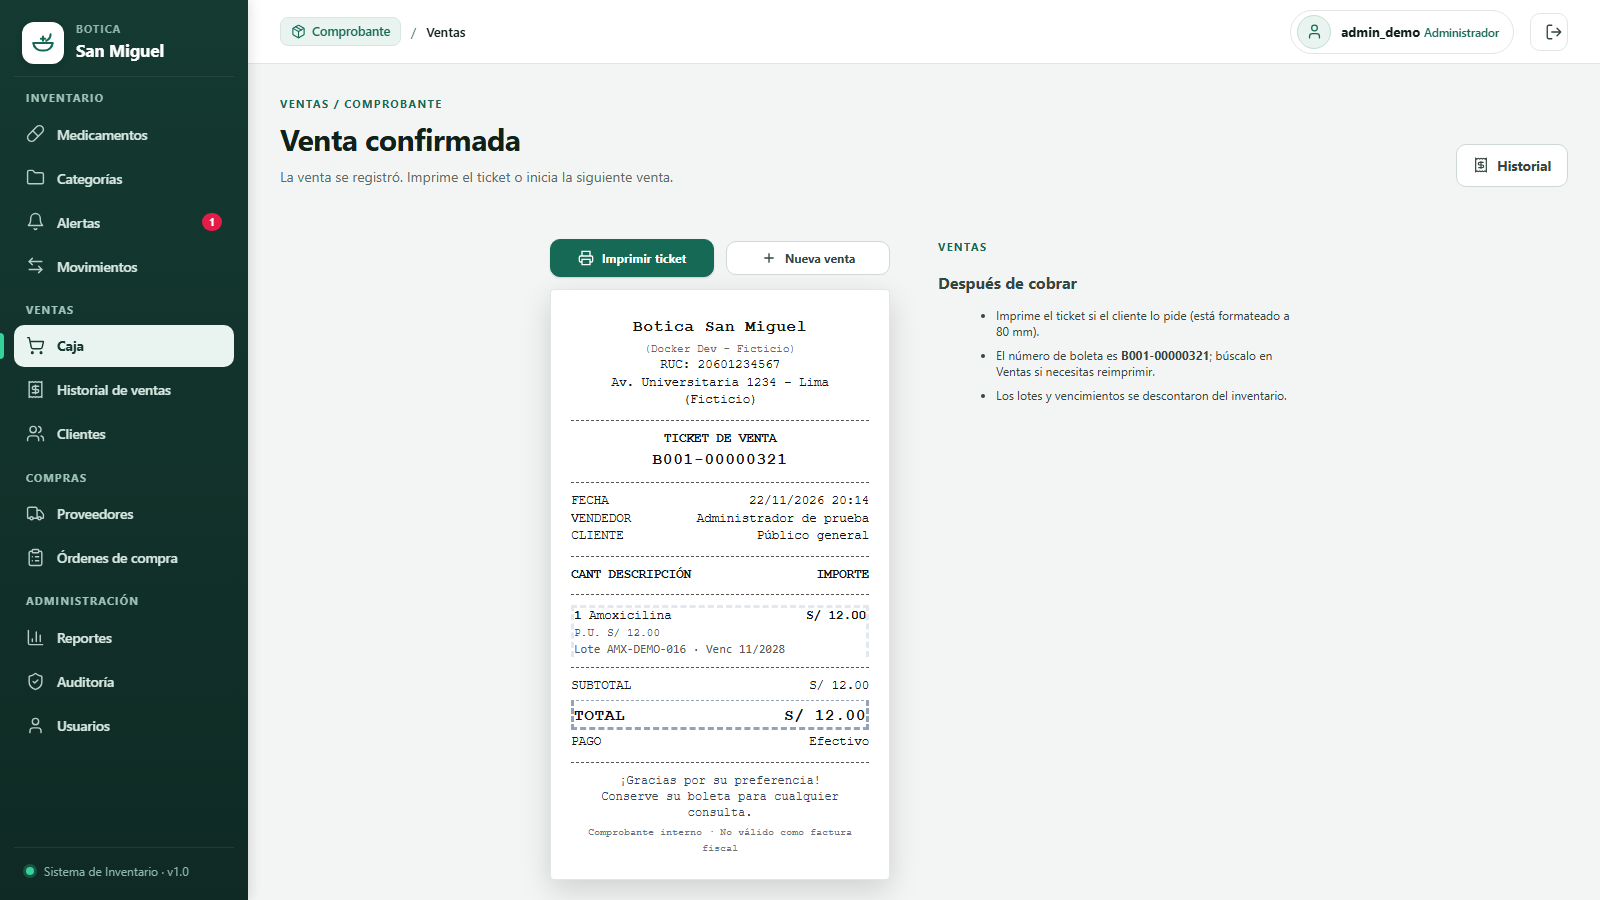 BOTICA
San Miguel
INVENTARIO
Medicamentos
Categorías
Alertas 1
Movimientos
VENTAS
Caja
Historial de ventas
Clientes
COMPRAS
Proveedores
Órdenes de compra
ADMINISTRACIÓN
Reportes
Auditoría
Usuarios
Sistema de Inventario · v1.0
Comprobante / Ventas
admin_demo Administrador
VENTAS / COMPROBANTE
Venta confirmada
La venta se registró. Imprime el ticket o inicia la siguiente venta.
Historial
Imprimir ticket
Nueva venta
Botica San Miguel
(Docker Dev - Ficticio)
RUC: 20601234567
Av. Universitaria 1234 - Lima
(Ficticio)
TICKET DE VENTA
B001-00000321
FECHA 22/11/2026 20:14
VENDEDOR Administrador de prueba
CLIENTE Público general
CANT DESCRIPCIÓN IMPORTE
1 Amoxicilina S/ 12.00
P.U. S/ 12.00
Lote AMX-DEMO-016 · Venc 11/2028
SUBTOTAL S/ 12.00
TOTAL S/ 12.00
PAGO Efectivo
¡Gracias por su preferencia!
Conserve su boleta para cualquier
consulta.
Comprobante interno · No válido como factura
fiscal
VENTAS
Después de cobrar
• Imprime el ticket si el cliente lo pide (está formateado a
80 mm).
• El número de boleta es B001-00000321; búscalo en
Ventas si necesitas reimprimir.
• Los lotes y vencimientos se descontaron del inventario.